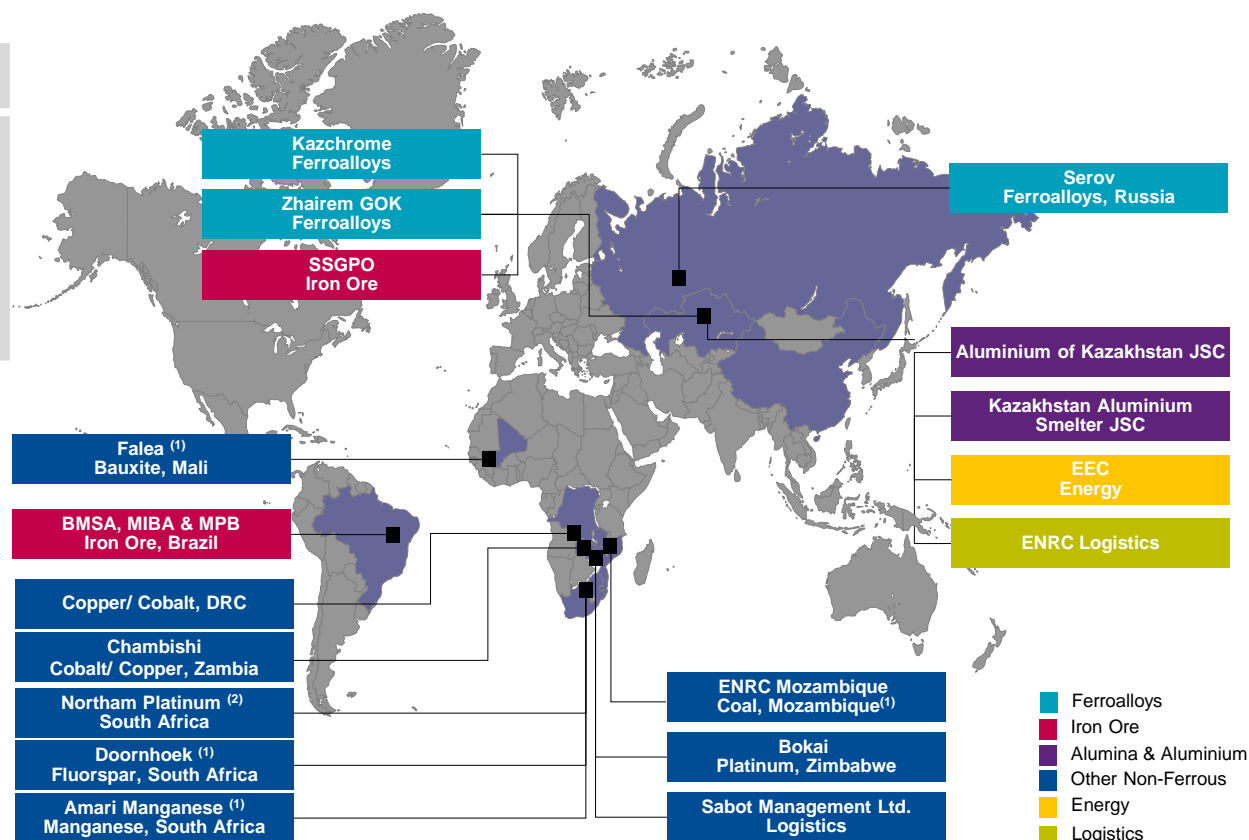 Kazchrome
Ferroalloys
Zhairem GOK
Ferroalloys
SSGPO
Iron Ore
Serov
Ferroalloys, Russia
Aluminium of Kazakhstan JSC
Kazakhstan Aluminium
Smelter JSC
EEC
Energy
ENRC Logistics
Falea (1)
Bauxite, Mali
BMSA, MIBA & MPB
Iron Ore, Brazil
Copper/ Cobalt, DRC
Chambishi
Cobalt/ Copper, Zambia
Northam Platinum (2)
South Africa
Doornhoek (1)
Fluorspar, South Africa
Amari Manganese (1)
Manganese, South Africa
ENRC Mozambique
Coal, Mozambique(1)
Bokai
Platinum, Zimbabwe
Sabot Management Ltd.
Logistics
Ferroalloys
Iron Ore
Alumina & Aluminium
Other Non-Ferrous
Energy
Logistics